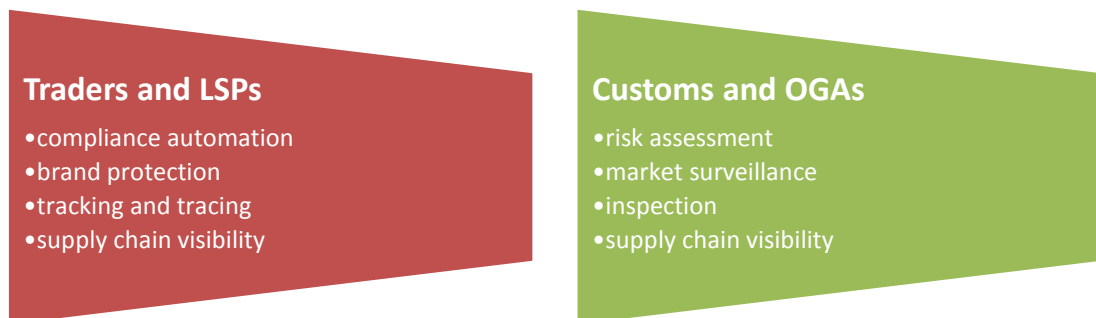 Traders and LSPs
•compliance automation
•brand protection
•tracking and tracing
•supply chain visibility
Customs and OGAs
•risk assessment
•market surveillance
•inspection
•supply chain visibility